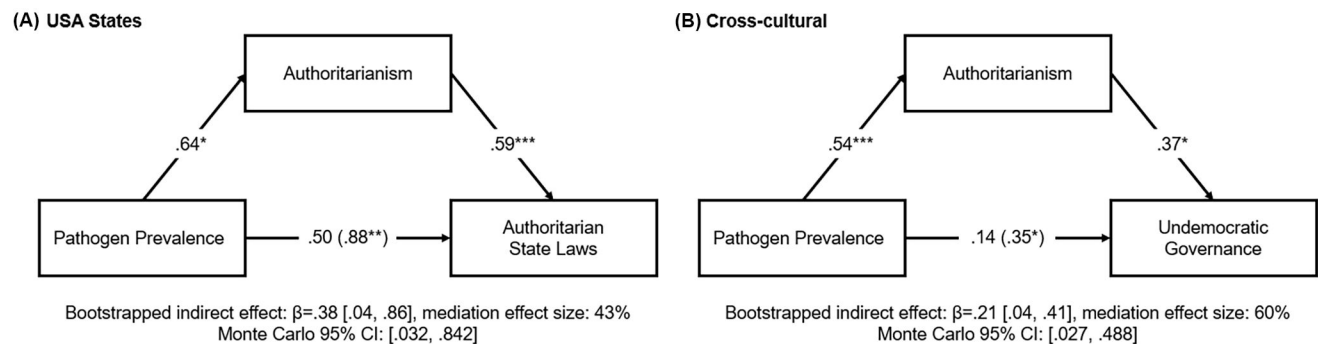 (A) USA States
Authoritarianism
.64*
.59***
Pathogen Prevalence
.50 (.88**)
Authoritarian
State Laws
Bootstrapped indirect effect: β=.38 [.04, .86], mediation effect size: 43%
Monte Carlo 95% CI: [.032, .842]
(B) Cross-cultural
Authoritarianism
.54***
.37*
Pathogen Prevalence
.14 (.35*)
Undemocratic
Governance
Bootstrapped indirect effect: β=.21 [.04, .41], mediation effect size: 60%
Monte Carlo 95% CI: [.027, .488]